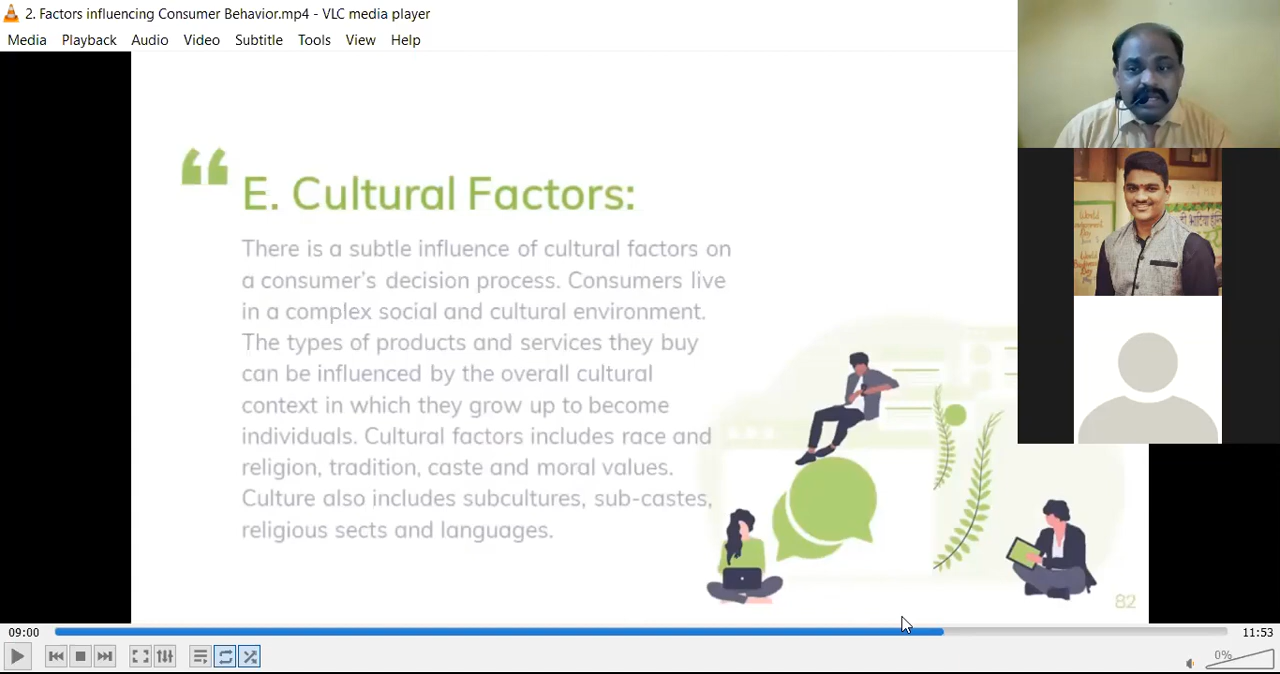 2. Factors influencing Consumer Behavior.mp4 - VLC media player
Media Playback Audio Video Subtitle Tools View Help
“
E. Cultural Factors:
There is a subtle influence of cultural factors on
a consumer's decision process. Consumers live
in a complex social and cultural environment.
The types of products and services they buy
can be influenced by the overall cultural
context in which they grow up to become
individuals. Cultural factors includes race and
religion, tradition, caste and moral values.
Culture also includes subcultures, sub-castes,
religious sects and languages.
82
09:00
11:53
0%